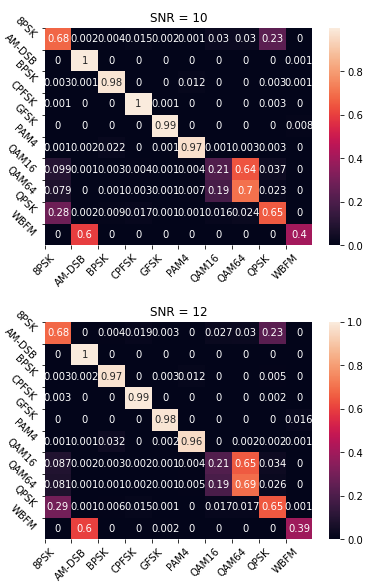 SNR = 10
8PSK 0.68 0.002 0.004 0.015 0.002 0.001 0.03 0.03 0.23 0
AM-DSB 0 1 0 0 0 0 0 0 0 0.001
BPSK 0.003 0.001 0.98 0 0 0.012 0 0 0.003 0
CPFSK 0.001 0 0 1 0.001 0 0 0 0.003 0
GFSK 0 0 0 0 0.99 0 0 0 0 0.008
PAM4 0.001 0.002 0.022 0 0.001 0.97 0.001 0.003 0.003 0
QAM16 0.099 0.001 0.003 0.004 0.001 0.004 0.21 0.64 0.037 0
QAM64 0.079 0 0.001 0.003 0.001 0.007 0.19 0.7 0.023 0
QPSK 0.28 0.002 0.009 0.017 0.001 0.001 0.016 0.024 0.65 0
WBFM 0 0.6 0 0 0 0 0 0 0 0.4
8PSK AM-DSB BPSK CPFSK GFSK PAM4 QAM16 QAM64 QPSK WBFM
0.8
0.6
0.4
0.2
0.0
SNR = 12
8PSK 0.68 0 0.004 0.019 0.003 0 0.027 0.03 0.23 0
AM-DSB 0 1 0 0 0 0 0 0 0 0
BPSK 0.003 0.002 0.97 0 0.003 0.012 0 0 0.005 0
CPFSK 0.003 0 0 0.99 0 0 0 0 0.002 0
GFSK 0 0 0 0 0.98 0 0 0 0 0.016
PAM4 0.001 0.001 0.032 0 0.002 0.96 0 0.002 0.002 0.001
QAM16 0.087 0.002 0.003 0.002 0.001 0.004 0.21 0.65 0.034 0
QAM64 0.081 0.001 0.002 0.002 0.001 0.005 0.19 0.69 0.026 0
QPSK 0.29 0.001 0.006 0.015 0.001 0 0.017 0.017 0.65 0.001
WBFM 0 0.6 0 0 0.002 0 0 0 0 0.39
8PSK AM-DSB BPSK CPFSK GFSK PAM4 QAM16 QAM64 QPSK WBFM
1.0
0.8
0.6
0.4
0.2
0.0